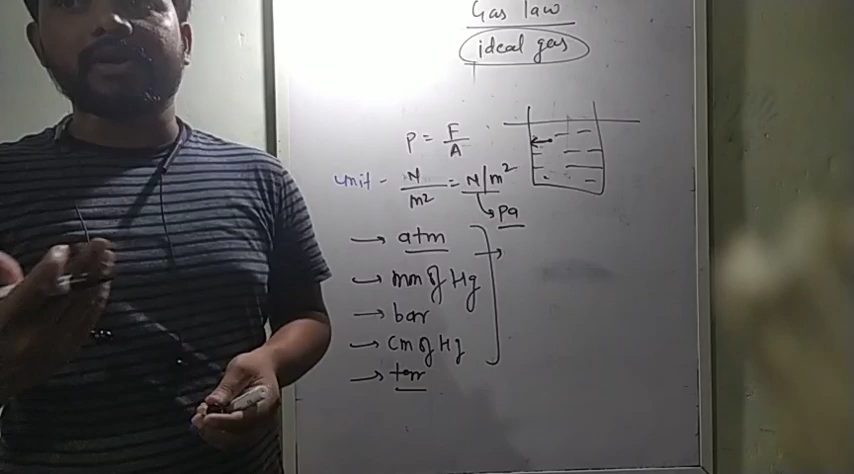 Gas law
ideal gas
P = F/A
unit - N/m² = N/m²
Pa
→ atm
→ mm of Hg
→ bar
→ cm of Hg
→ torr